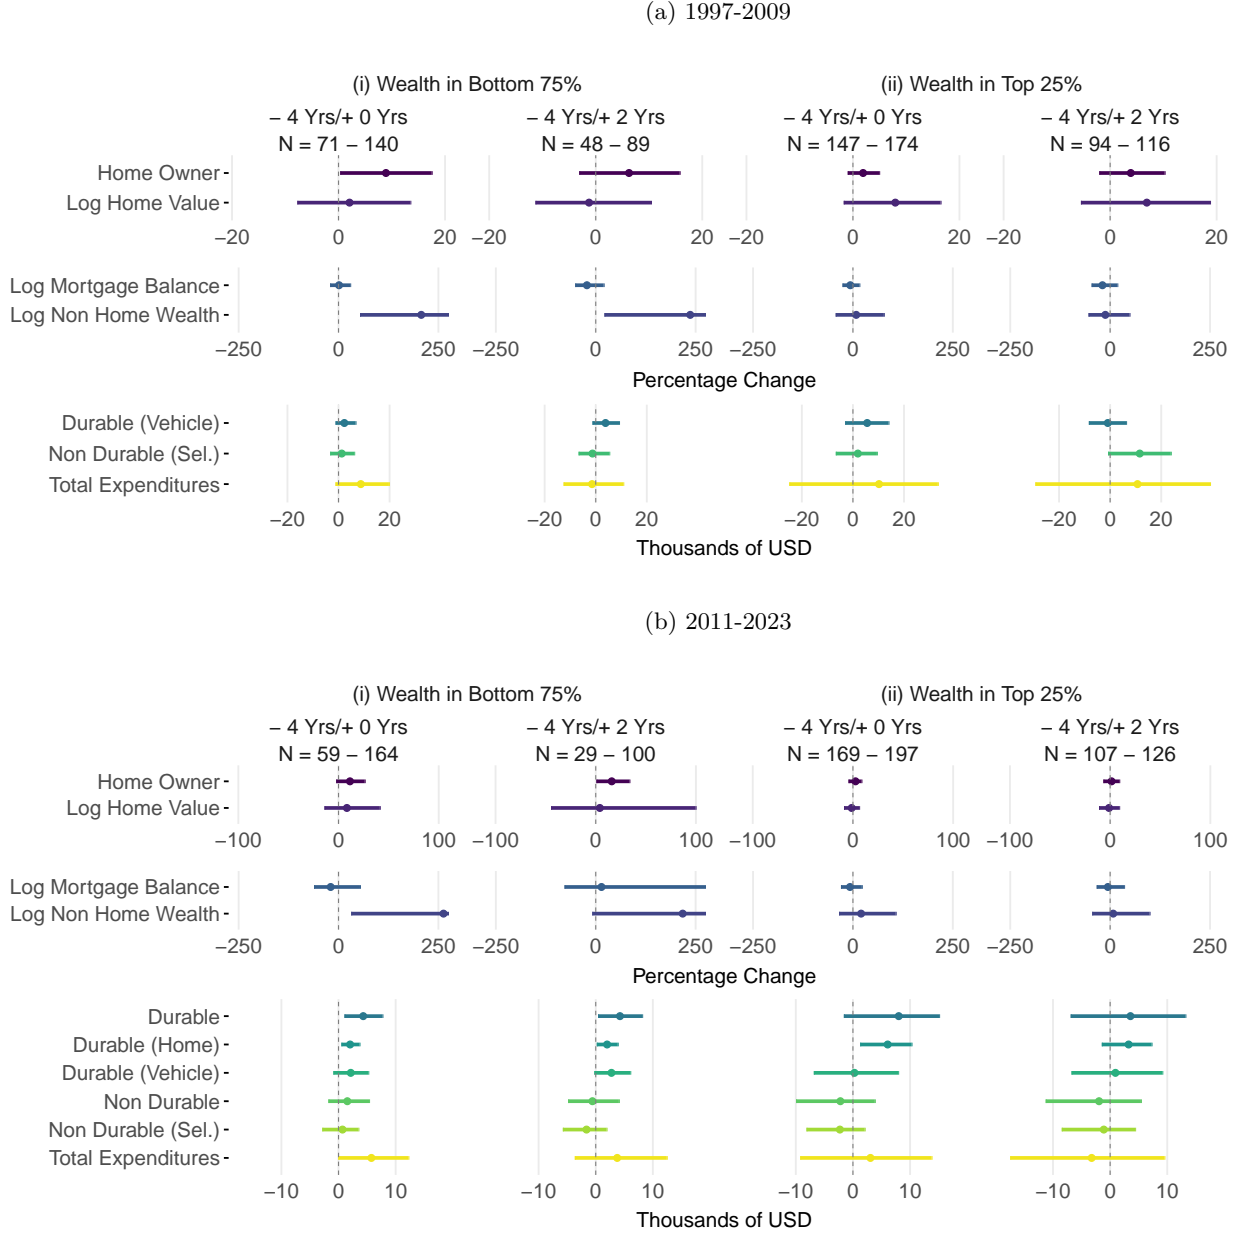 (a) 1997-2009
(i) Wealth in Bottom 75% (ii) Wealth in Top 25%
− 4 Yrs/+ 0 Yrs − 4 Yrs/+ 2 Yrs − 4 Yrs/+ 0 Yrs − 4 Yrs/+ 2 Yrs
N = 71 − 140 N = 48 − 89 N = 147 − 174 N = 94 − 116
Home Owner
Log Home Value
−20 0 20 0 20 −20 0 20 −20 0 20
Log Mortgage Balance
Log Non Home Wealth
−250 0 250 −250 0 250 −250 0 250 −250 0 250
Percentage Change
Durable (Vehicle)
Non Durable (Sel.)
Total Expenditures
−20 0 20 −20 0 20 −20 0 20 −20 0 20
Thousands of USD
(b) 2011-2023
(i) Wealth in Bottom 75% (ii) Wealth in Top 25%
− 4 Yrs/+ 0 Yrs − 4 Yrs/+ 2 Yrs − 4 Yrs/+ 0 Yrs − 4 Yrs/+ 2 Yrs
N = 59 − 164 N = 29 − 100 N = 169 − 197 N = 107 − 126
Home Owner
Log Home Value
−100 0 100 −100 0 100 −100 0 100 −100 0 100
Log Mortgage Balance
Log Non Home Wealth
−250 0 250 −250 0 250 −250 0 250 −250 0 250
Percentage Change
Durable
Durable (Home)
Durable (Vehicle)
Non Durable
Non Durable (Sel.)
Total Expenditures
−10 0 10 −10 0 10 −10 0 10 −10 0 10
Thousands of USD